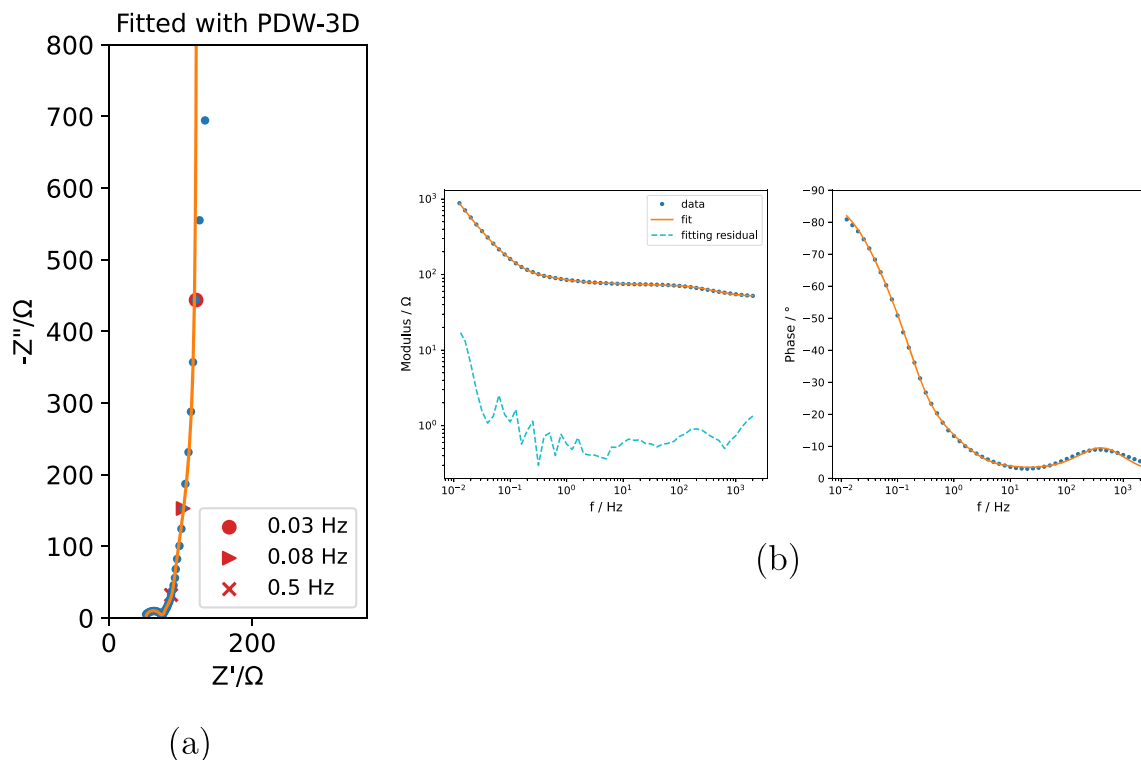 Fitted with PDW-3D
800
700
600
500
400
300
200
100
0
-Z''/Ω
0.03 Hz
0.08 Hz
0.5 Hz
0 200
Z'/Ω
(a)
10³
10²
10¹
10⁰
Modulus / Ω
data
fit
fitting residual
10⁻² 10⁻¹ 10⁰ 10¹ 10² 10³
f / Hz
−90
−80
−70
−60
−50
−40
−30
−20
−10
0
Phase / °
10⁻² 10⁻¹ 10⁰ 10¹ 10² 10³
f / Hz
(b)